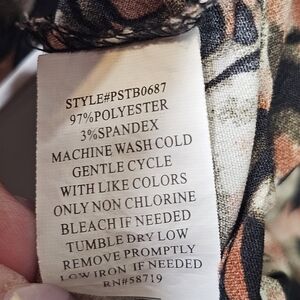 STYLE#PSTB0687
97%POLYESTER
3%SPANDEX
MACHINE WASH COLD
GENTLE CYCLE
WITH LIKE COLORS
ONLY NON CHLORINE
BLEACH IF NEEDED
TUMBLE DRY LOW
REMOVE PROMPTLY
LOW IRON IF NEEDED
RN#58719